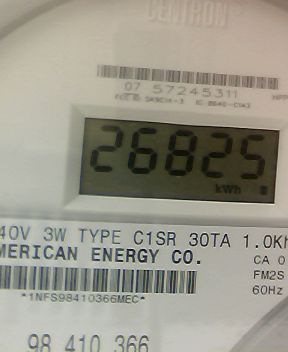 CENTRON®
07 57245311
26825
kWh
40V 3W TYPE C1SR 30TA 1.0Kh
MERICAN ENERGY CO.
CA 0
FM2S
60Hz
*1NFS98410366MEC*
98 410 366